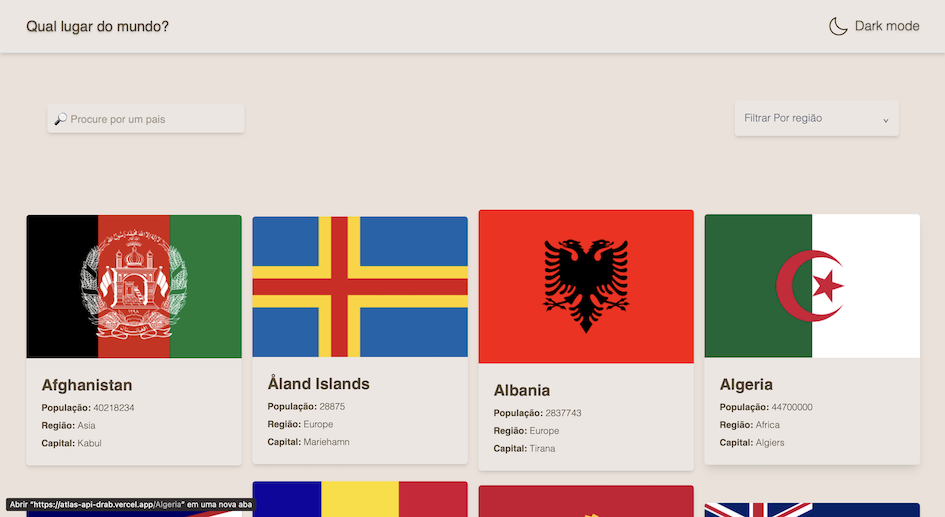 Qual lugar do mundo?
Dark mode
Procure por um pais
Filtrar Por região
Afghanistan
População: 40218234
Região: Asia
Capital: Kabul
Åland Islands
População: 28875
Região: Europe
Capital: Mariehamn
Albania
População: 2837743
Região: Europe
Capital: Tirana
Algeria
População: 44700000
Região: Africa
Capital: Algiers
Abrir "https://atlas-api-drab.vercel.app/Algeria" em uma nova aba